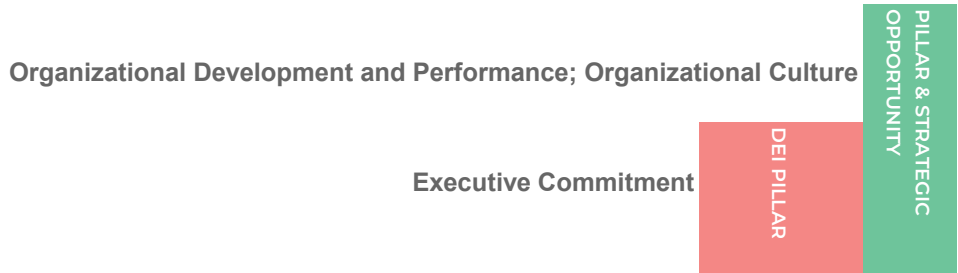 Organizational Development and Performance; Organizational Culture
PILLAR & STRATEGIC
OPPORTUNITY
Executive Commitment
DEI PILLAR